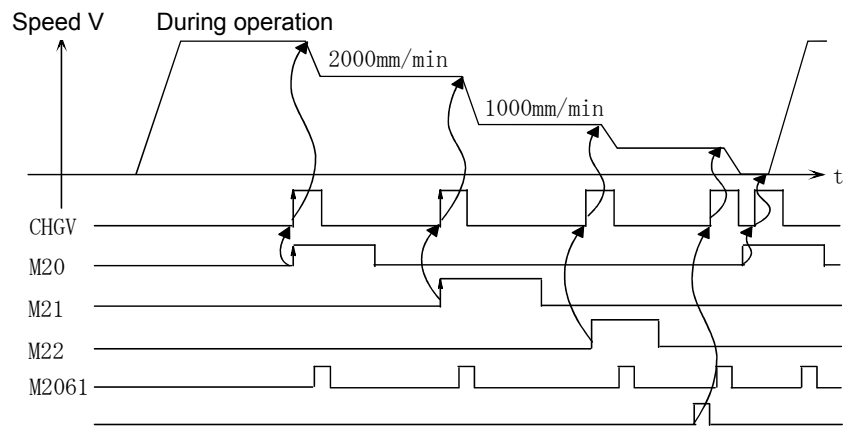 Speed V During operation
2000mm/min
1000mm/min
t
CHGV
M20
M21
M22
M2061